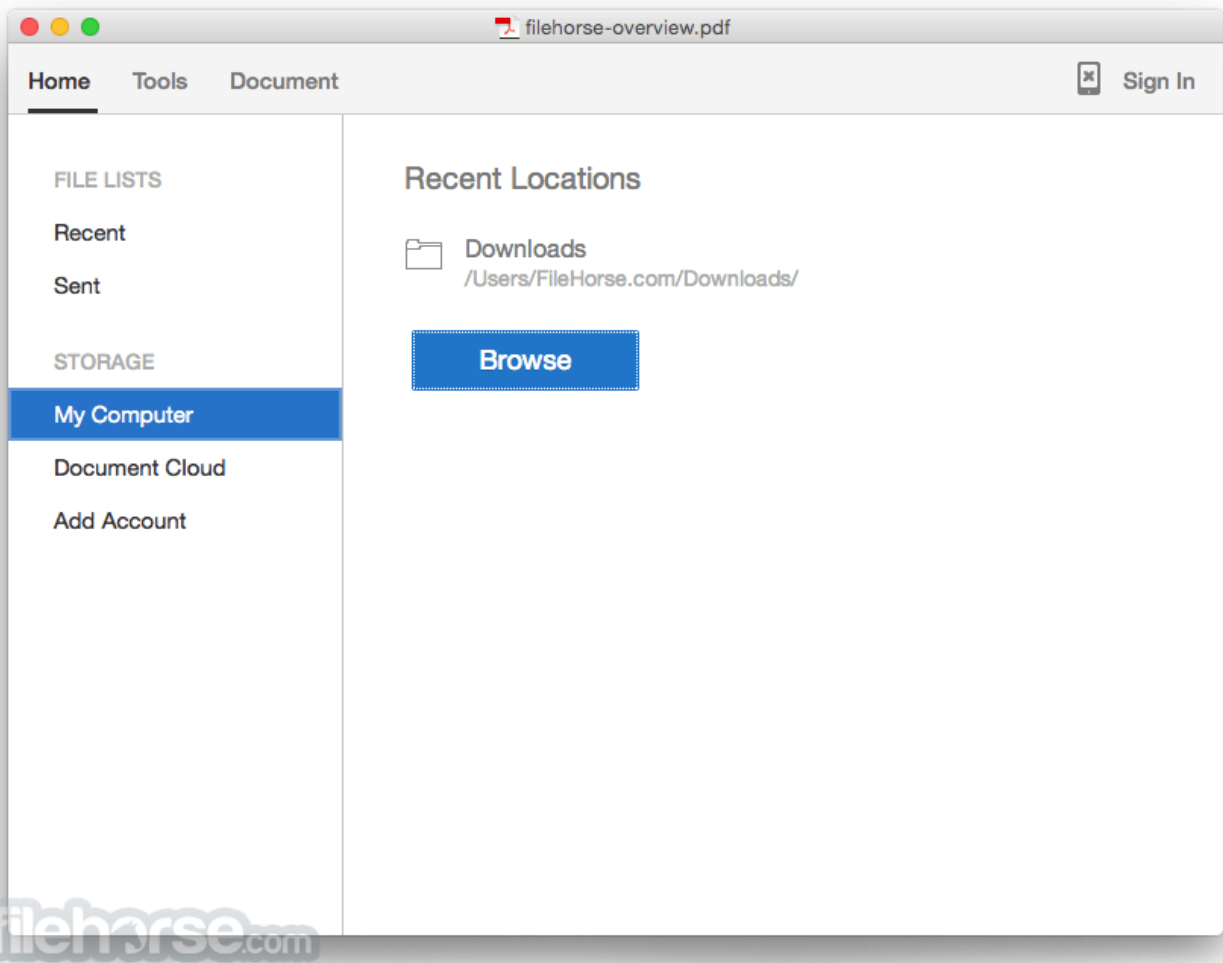 filehorse-overview.pdf
Home Tools Document Sign In
FILE LISTS
Recent
Sent
STORAGE
My Computer
Document Cloud
Add Account
Recent Locations
Downloads
/Users/FileHorse.com/Downloads/
Browse
filehorse.com